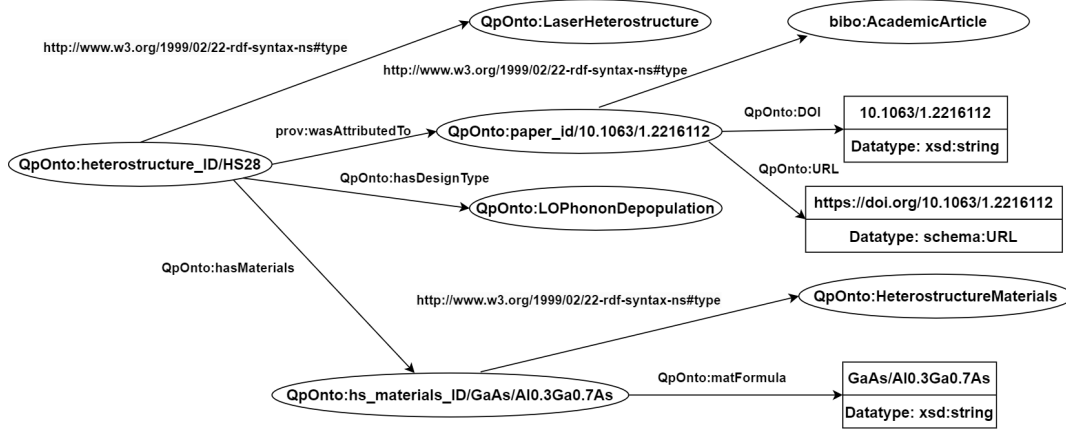 QpOnto:LaserHeterostructure
bibo:AcademicArticle
http://www.w3.org/1999/02/22-rdf-syntax-ns#type
http://www.w3.org/1999/02/22-rdf-syntax-ns#type
QpOnto:DOI
10.1063/1.2216112
Datatype: xsd:string
prov:wasAttributedTo
QpOnto:paper_id/10.1063/1.2216112
QpOnto:heterostructure_ID/HS28
QpOnto:URL
QpOnto:hasDesignType
QpOnto:LOPhononDepopulation
https://doi.org/10.1063/1.2216112
Datatype: schema:URL
QpOnto:hasMaterials
http://www.w3.org/1999/02/22-rdf-syntax-ns#type
QpOnto:HeterostructureMaterials
QpOnto:matFormula
GaAs/Al0.3Ga0.7As
Datatype: xsd:string
QpOnto:hs_materials_ID/GaAs/Al0.3Ga0.7As